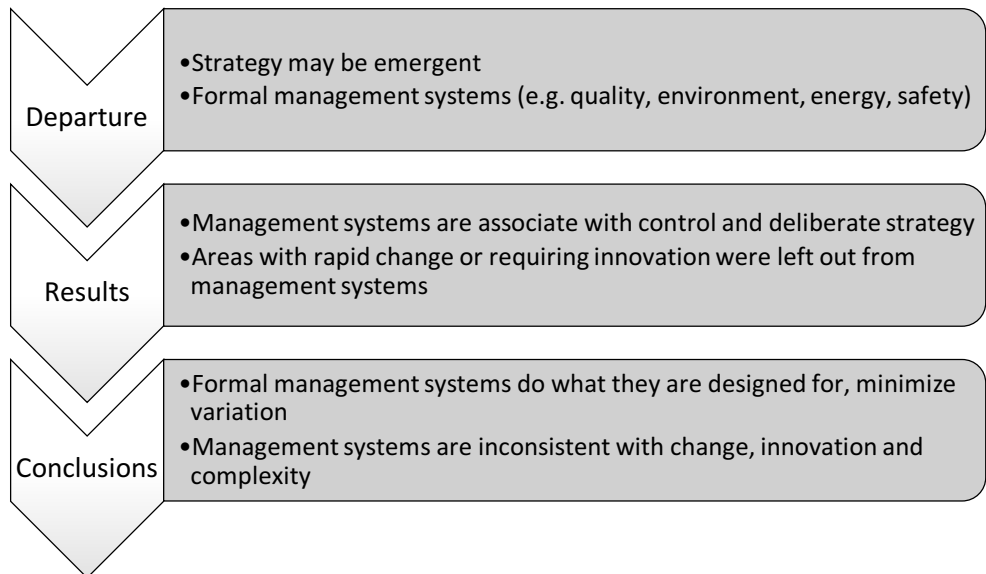 Departure
•Strategy may be emergent
•Formal management systems (e.g. quality, environment, energy, safety)
Results
•Management systems are associate with control and deliberate strategy
•Areas with rapid change or requiring innovation were left out from
management systems
Conclusions
•Formal management systems do what they are designed for, minimize
variation
•Management systems are inconsistent with change, innovation and
complexity